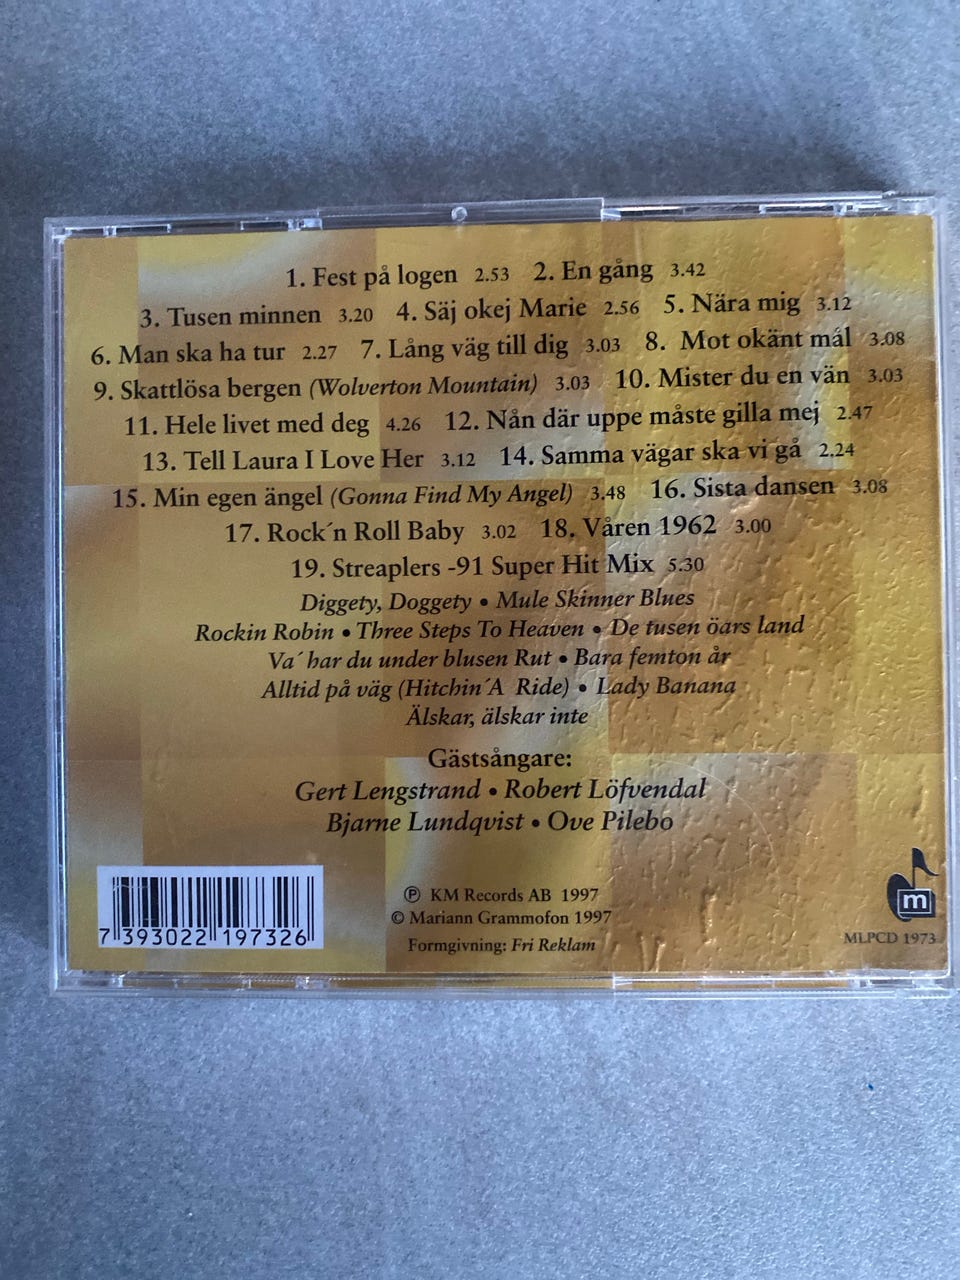 1. Fest på logen 2.53 2. En gång 3.42
3. Tusen minnen 3.20 4. Säj okej Marie 2.56 5. Nära mig 3.12
6. Man ska ha tur 2.27 7. Lång väg till dig 3.03 8. Mot okänt mål 3.08
9. Skattlösa bergen (Wolverton Mountain) 3.03 10. Mister du en vän 3.03
11. Hele livet med deg 4.26 12. Nån där uppe måste gilla mej 2.47
13. Tell Laura I Love Her 3.12 14. Samma vägar ska vi gå 2.24
15. Min egen ängel (Gonna Find My Angel) 3.48 16. Sista dansen 3.08
17. Rock´n Roll Baby 3.02 18. Våren 1962 3.00
19. Streaplers -91 Super Hit Mix 5.30
Diggety, Doggety • Mule Skinner Blues
Rockin Robin • Three Steps To Heaven • De tusen öars land
Va´ har du under blusen Rut • Bara femton år
Alltid på väg (Hitchin´A Ride) • Lady Banana
Älskar, älskar inte
Gästsångare:
Gert Lengstrand • Robert Löfvendal
Bjarne Lundqvist • Ove Pilebo
℗ KM Records AB 1997
© Mariann Grammofon 1997
Formgivning: Fri Reklam
7 393022 197326
m
MLPCD 1973